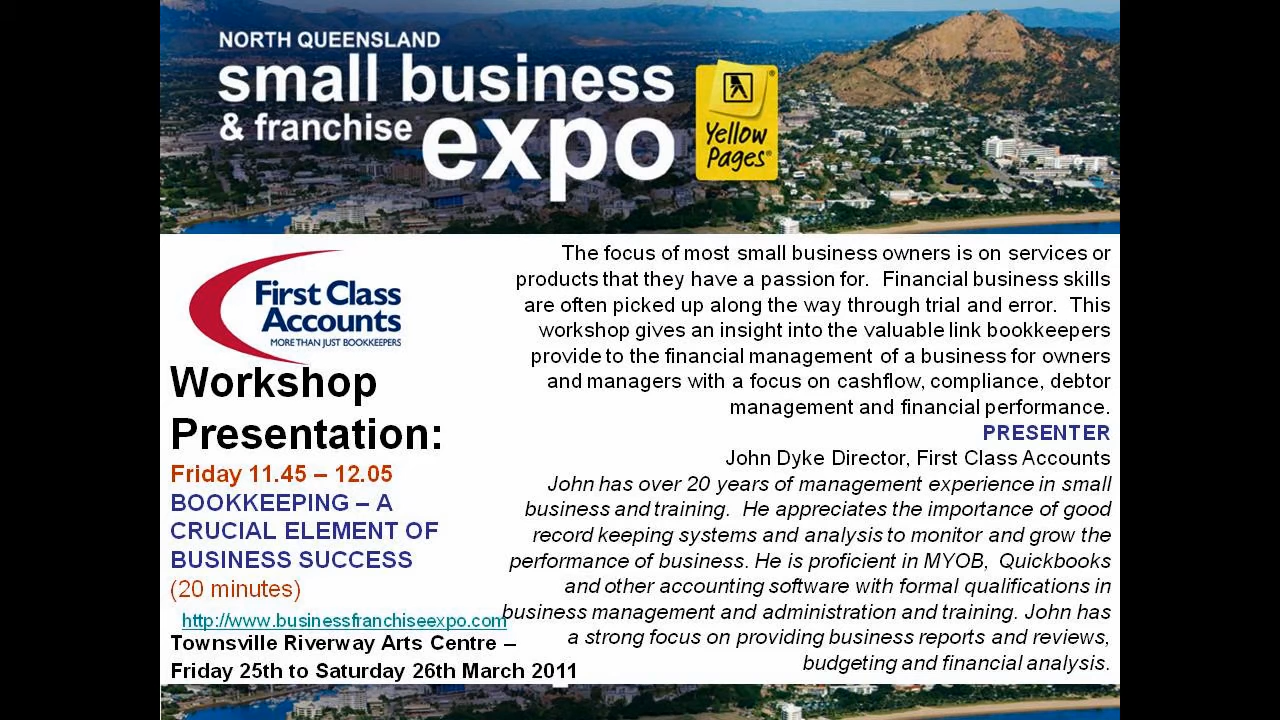 NORTH QUEENSLAND
small business
& franchise expo
Yellow
Pages®
First Class
Accounts
MORE THAN JUST BOOKKEEPERS
Workshop
Presentation:
Friday 11.45 – 12.05
BOOKKEEPING – A
CRUCIAL ELEMENT OF
BUSINESS SUCCESS
(20 minutes)
http://www.businessfranchiseexpo.com
Townsville Riverway Arts Centre –
Friday 25th to Saturday 26th March 2011
The focus of most small business owners is on services or
products that they have a passion for.  Financial business skills
are often picked up along the way through trial and error.  This
workshop gives an insight into the valuable link bookkeepers
provide to the financial management of a business for owners
and managers with a focus on cashflow, compliance, debtor
management and financial performance.
PRESENTER
John Dyke Director, First Class Accounts
John has over 20 years of management experience in small
business and training.  He appreciates the importance of good
record keeping systems and analysis to monitor and grow the
performance of business. He is proficient in MYOB,  Quickbooks
and other accounting software with formal qualifications in
business management and administration and training. John has
a strong focus on providing business reports and reviews,
budgeting and financial analysis.